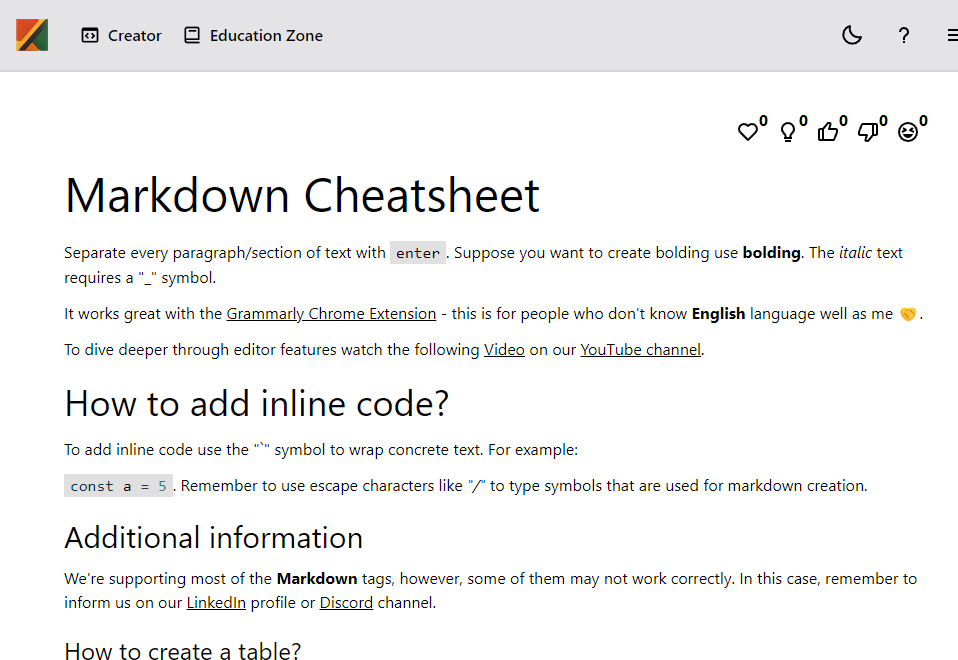 Creator Education Zone ?
0 0 0 0 0
Markdown Cheatsheet
Separate every paragraph/section of text with enter. Suppose you want to create bolding use bolding. The italic text
requires a "_" symbol.
It works great with the Grammarly Chrome Extension - this is for people who don't know English language well as me 🤝.
To dive deeper through editor features watch the following Video on our YouTube channel.
How to add inline code?
To add inline code use the "`" symbol to wrap concrete text. For example:
const a = 5. Remember to use escape characters like "/" to type symbols that are used for markdown creation.
Additional information
We're supporting most of the Markdown tags, however, some of them may not work correctly. In this case, remember to
inform us on our LinkedIn profile or Discord channel.
How to create a table?